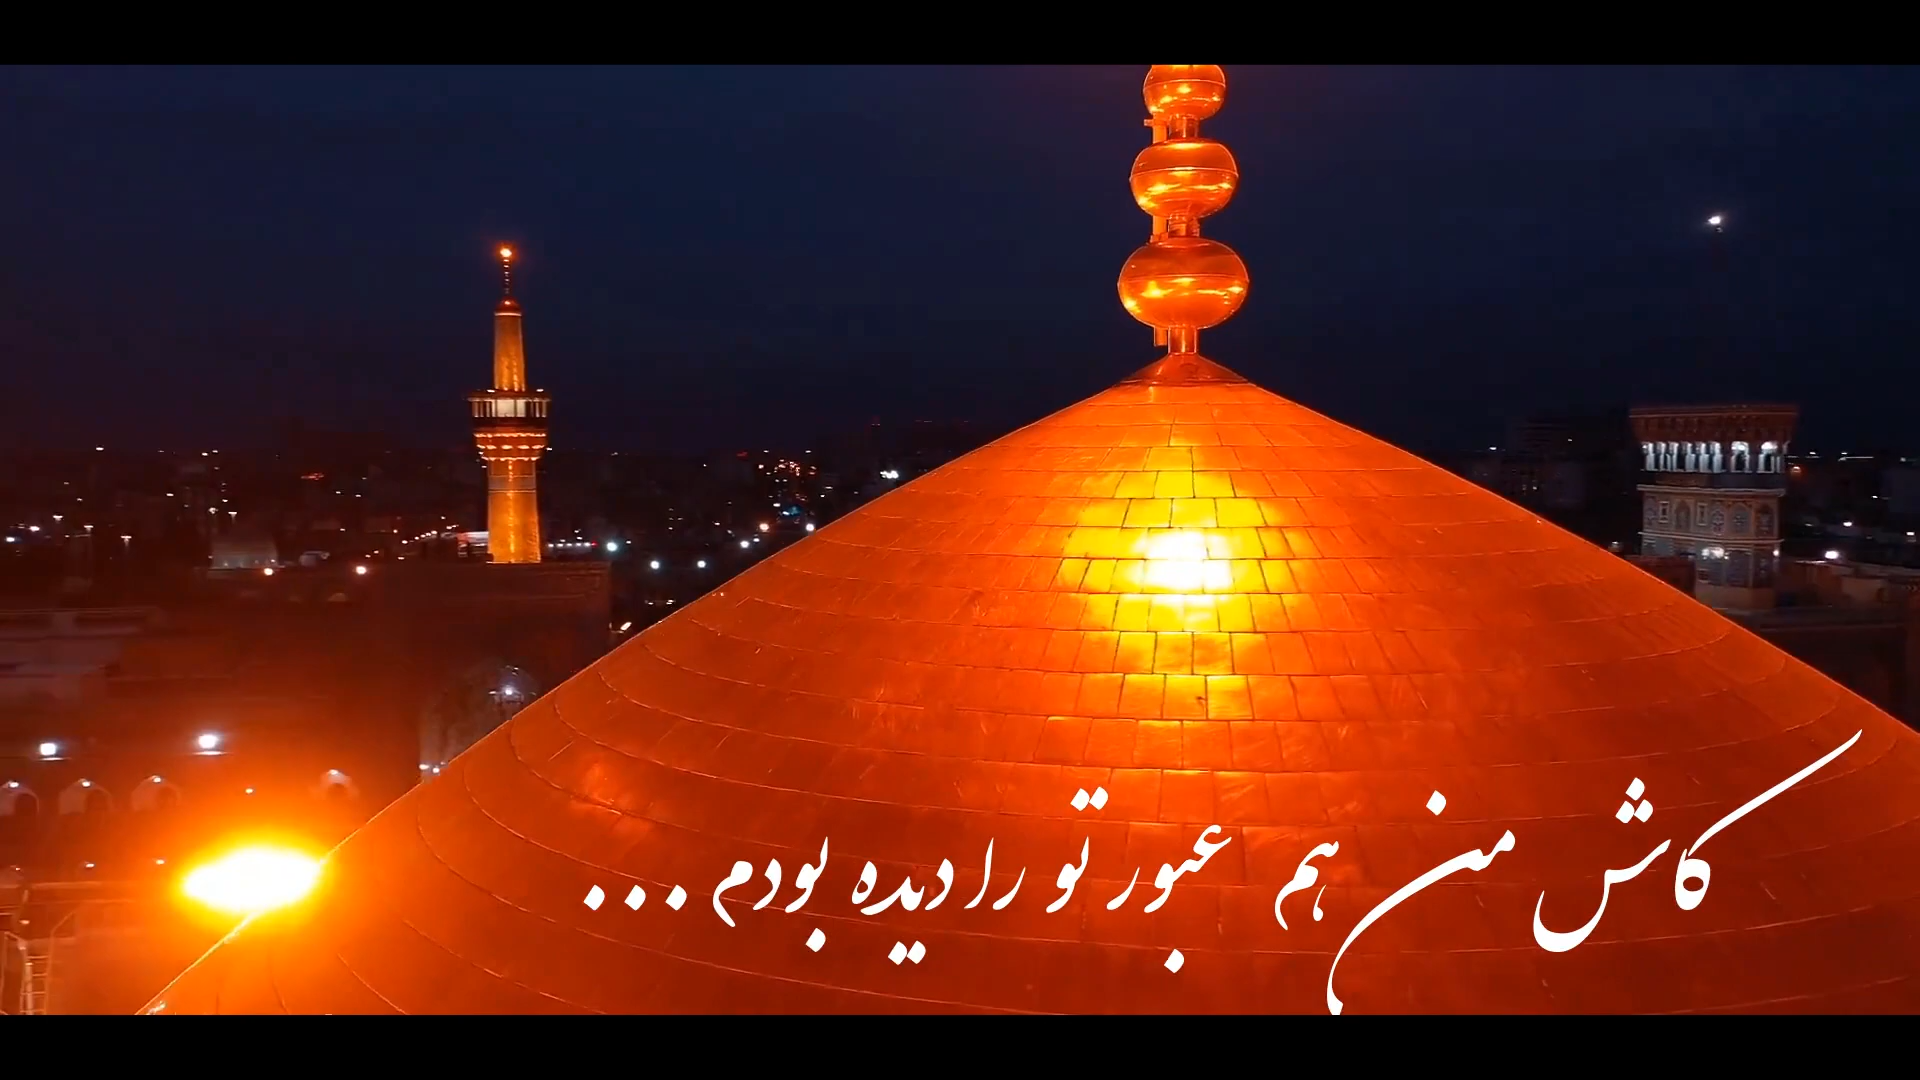 کاش من هم عبور تو را دیده بودم ...